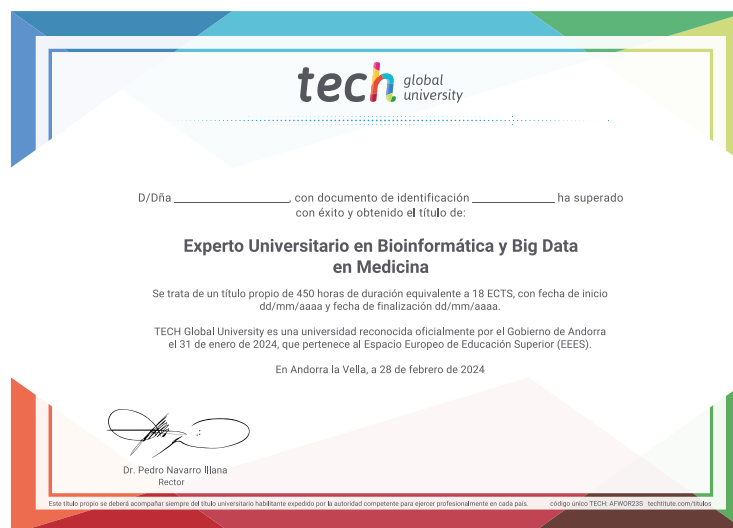 tech global university
D/Dña ____________________, con documento de identificación ______________ ha superado
con éxito y obtenido el título de:
Experto Universitario en Bioinformática y Big Data
en Medicina
Se trata de un título propio de 450 horas de duración equivalente a 18 ECTS, con fecha de inicio
dd/mm/aaaa y fecha de finalización dd/mm/aaaa.
TECH Global University es una universidad reconocida oficialmente por el Gobierno de Andorra
el 31 de enero de 2024, que pertenece al Espacio Europeo de Educación Superior (EEES).
En Andorra la Vella, a 28 de febrero de 2024
Dr. Pedro Navarro Illana
Rector
Este título propio se deberá acompañar siempre del título universitario habilitante expedido por la autoridad competente para ejercer profesionalmente en cada país. código único TECH: AFWOR23S techtitute.com/titulos